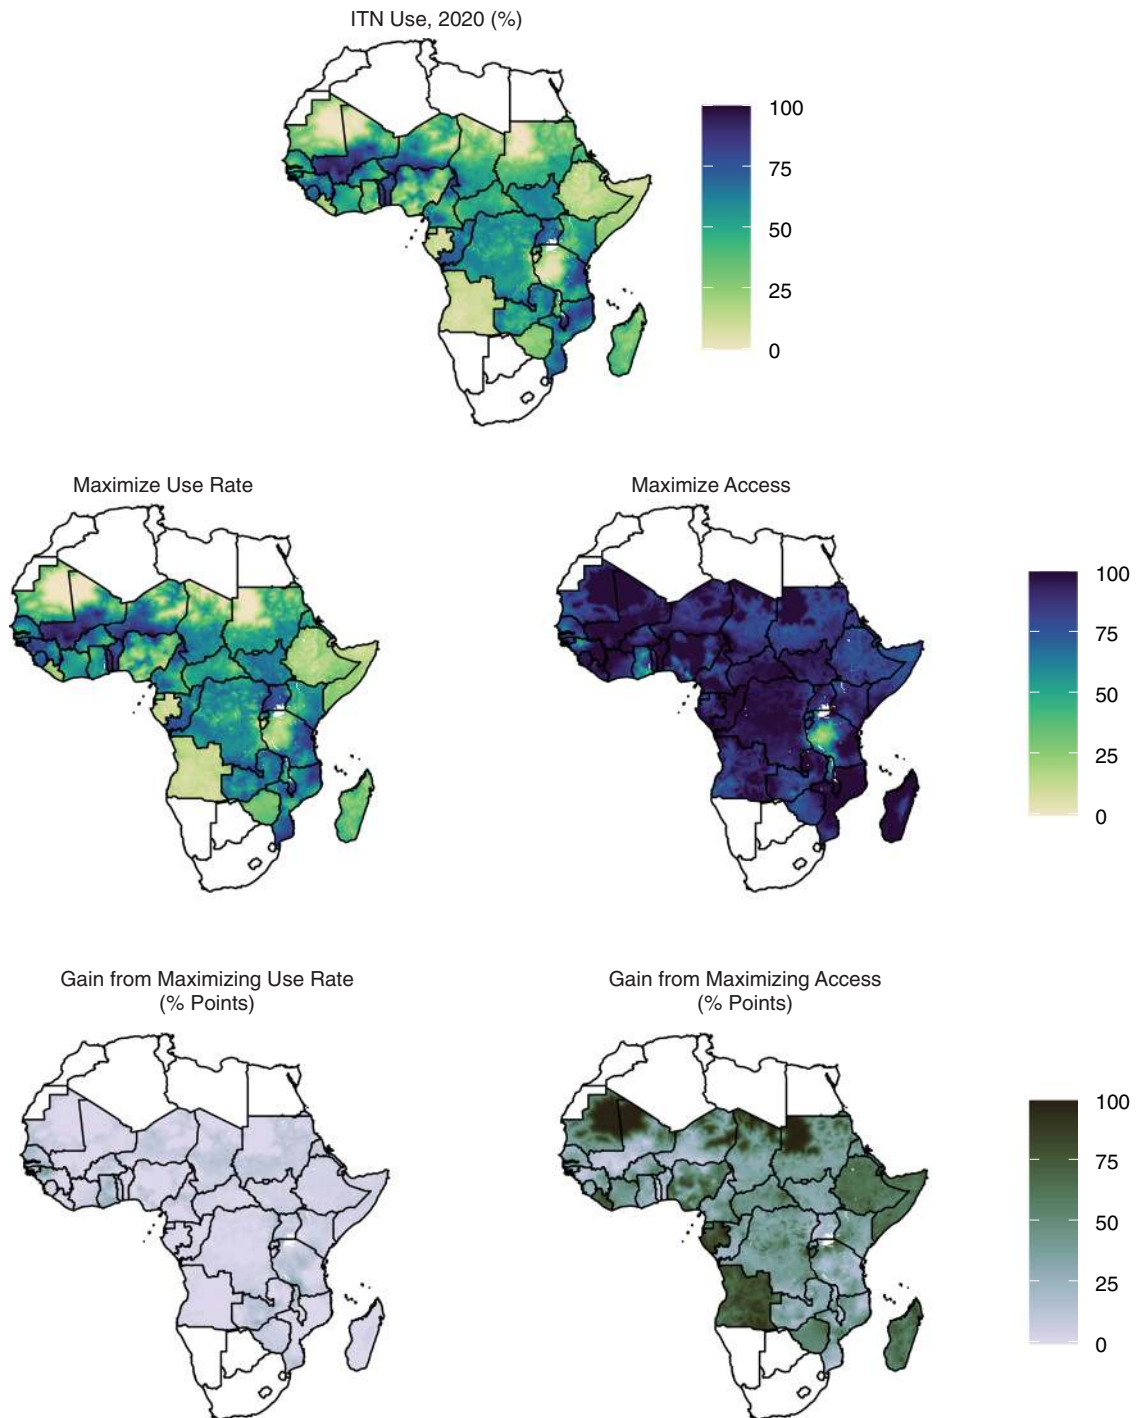 ITN Use, 2020 (%)
100
75
50
25
0
Maximize Use Rate
Maximize Access
100
75
50
25
0
Gain from Maximizing Use Rate
(% Points)
Gain from Maximizing Access
(% Points)
100
75
50
25
0